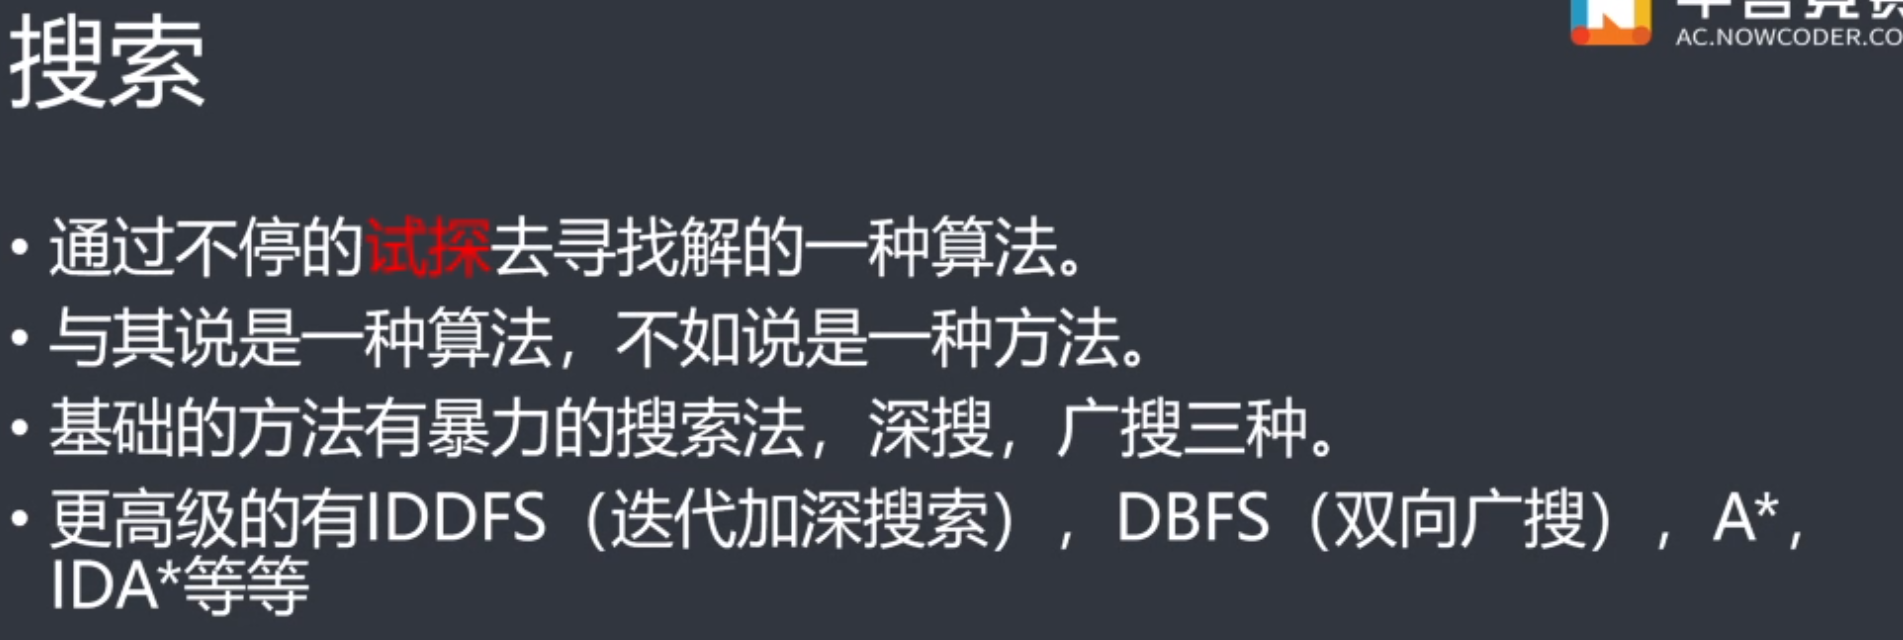 搜索
AC.NOWCODER.CO
• 通过不停的试探去寻找解的一种算法。
• 与其说是一种算法，不如说是一种方法。
• 基础的方法有暴力的搜索法，深搜，广搜三种。
• 更高级的有IDDFS（迭代加深搜索），DBFS（双向广搜），A*，
IDA*等等